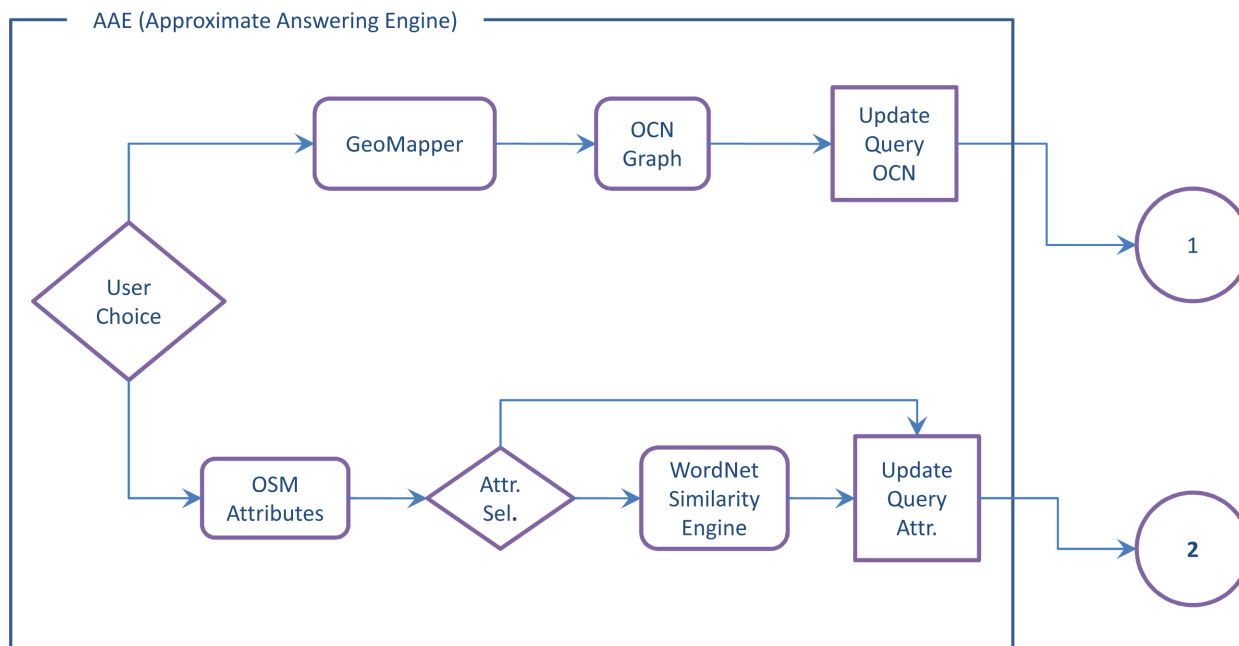 AAE (Approximate Answering Engine)
GeoMapper
OCN
Graph
Update
Query
OCN
1
User
Choice
OSM
Attributes
Attr.
Sel.
WordNet
Similarity
Engine
Update
Query
Attr.
2